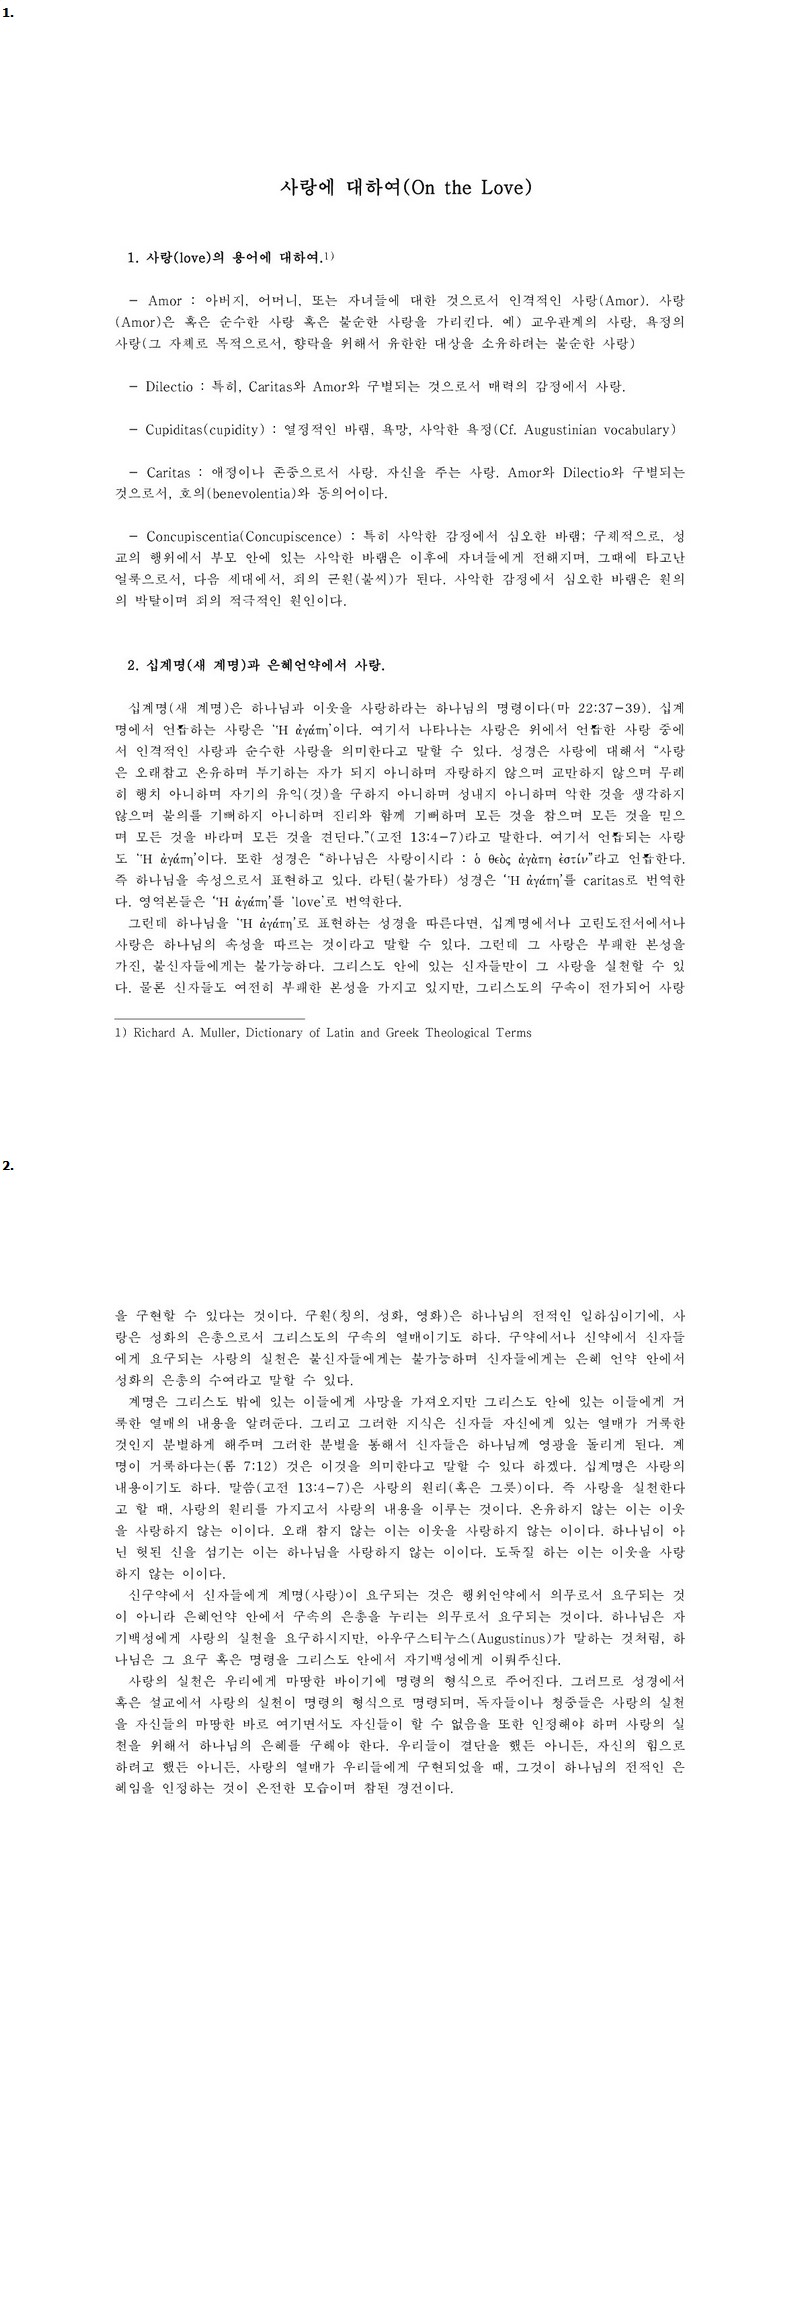 1.
사랑에 대하여(On the Love)
1. 사랑(love)의 용어에 대하여.1)
- Amor : 아버지, 어머니, 또는 자녀들에 대한 것으로서 인격적인 사랑(Amor). 사랑
(Amor)은 혹은 순수한 사랑 혹은 불순한 사랑을 가리킨다. 예) 교우관계의 사랑, 욕정의
사랑(그 자체로 목적으로서, 향락을 위해서 유한한 대상을 소유하려는 불순한 사랑)
- Dilectio : 특히, Caritas와 Amor와 구별되는 것으로서 매력의 감정에서 사랑.
- Cupiditas(cupidity) : 열정적인 바램, 욕망, 사악한 욕정(Cf. Augustinian vocabulary)
- Caritas : 애정이나 존중으로서 사랑. 자신을 주는 사랑. Amor와 Dilectio와 구별되는
것으로서, 호의(benevolentia)와 동의어이다.
- Concupiscentia(Concupiscence) : 특히 사악한 감정에서 심오한 바램; 구체적으로, 성
교의 행위에서 부모 안에 있는 사악한 바램은 이후에 자녀들에게 전해지며, 그때에 타고난
얼룩으로서, 다음 세대에서, 죄의 근원(불씨)가 된다. 사악한 감정에서 심오한 바램은 원의
의 박탈이며 죄의 적극적인 원인이다.
2. 십계명(새 계명)과 은혜언약에서 사랑.
십계명(새 계명)은 하나님과 이웃을 사랑하라는 하나님의 명령이다(마 22:37-39). 십계
명에서 언급하는 사랑은 ‘Ἡ ἀγάπη’이다. 여기서 나타나는 사랑은 위에서 언급한 사랑 중에
서 인격적인 사랑과 순수한 사랑을 의미한다고 말할 수 있다. 성경은 사랑에 대해서 “사랑
은 오래참고 온유하며 투기하는 자가 되지 아니하며 자랑하지 않으며 교만하지 않으며 무례
히 행치 아니하며 자기의 유익(것)을 구하지 아니하며 성내지 아니하며 악한 것을 생각하지
않으며 불의를 기뻐하지 아니하며 진리와 함께 기뻐하며 모든 것을 참으며 모든 것을 믿으
며 모든 것을 바라며 모든 것을 견딘다.”(고전 13:4-7)라고 말한다. 여기서 언급되는 사랑
도 ‘Ἡ ἀγάπη’이다. 또한 성경은 “하나님은 사랑이시라 : ὁ θεὸς ἀγὰπη ἐστίν”라고 언급한다.
즉 하나님을 속성으로서 표현하고 있다. 라틴(불가타) 성경은 ‘Ἡ ἀγάπη’를 caritas로 번역한
다. 영역본들은 ‘Ἡ ἀγάπη’를 ‘love’로 번역한다.
그런데 하나님을 ‘Ἡ ἀγάπη’로 표현하는 성경을 따른다면, 십계명에서나 고린도전서에서나
사랑은 하나님의 속성을 따르는 것이라고 말할 수 있다. 그런데 그 사랑은 부패한 본성을
가진, 불신자들에게는 불가능하다. 그리스도 안에 있는 신자들만이 그 사랑을 실천할 수 있
다. 물론 신자들도 여전히 부패한 본성을 가지고 있지만, 그리스도의 구속이 전가되어 사랑
1) Richard A. Muller, Dictionary of Latin and Greek Theological Terms
2.
을 구현할 수 있다는 것이다. 구원(칭의, 성화, 영화)은 하나님의 전적인 일하심이기에, 사
랑은 성화의 은총으로서 그리스도의 구속의 열매이기도 하다. 구약에서나 신약에서 신자들
에게 요구되는 사랑의 실천은 불신자들에게는 불가능하며 신자들에게는 은혜 언약 안에서
성화의 은총의 수여라고 말할 수 있다.
계명은 그리스도 밖에 있는 이들에게 사망을 가져오지만 그리스도 안에 있는 이들에게 거
룩한 열매의 내용을 알려준다. 그리고 그러한 지식은 신자들 자신에게 있는 열매가 거룩한
것인지 분별하게 해주며 그러한 분별을 통해서 신자들은 하나님께 영광을 돌리게 된다. 계
명이 거룩하다는(롬 7:12) 것은 이것을 의미한다고 말할 수 있다 하겠다. 십계명은 사랑의
내용이기도 하다. 말씀(고전 13:4-7)은 사랑의 원리(혹은 그릇)이다. 즉 사랑을 실천한다
고 할 때, 사랑의 원리를 가지고서 사랑의 내용을 이루는 것이다. 온유하지 않는 이는 이웃
을 사랑하지 않는 이이다. 오래 참지 않는 이는 이웃을 사랑하지 않는 이이다. 하나님이 아
닌 헛된 신을 섬기는 이는 하나님을 사랑하지 않는 이이다. 도둑질 하는 이는 이웃을 사랑
하지 않는 이이다.
신구약에서 신자들에게 계명(사랑)이 요구되는 것은 행위언약에서 의무로서 요구되는 것
이 아니라 은혜언약 안에서 구속의 은총을 누리는 의무로서 요구되는 것이다. 하나님은 자
기백성에게 사랑의 실천을 요구하시지만, 아우구스티누스(Augustinus)가 말하는 것처럼, 하
나님은 그 요구 혹은 명령을 그리스도 안에서 자기백성에게 이뤄주신다.
사랑의 실천은 우리에게 마땅한 바이기에 명령의 형식으로 주어진다. 그러므로 성경에서
혹은 설교에서 사랑의 실천이 명령의 형식으로 명령되며, 독자들이나 청중들은 사랑의 실천
을 자신들의 마땅한 바로 여기면서도 자신들이 할 수 없음을 또한 인정해야 하며 사랑의 실
천을 위해서 하나님의 은혜를 구해야 한다. 우리들이 결단을 했든 아니든, 자신의 힘으로
하려고 했든 아니든, 사랑의 열매가 우리들에게 구현되었을 때, 그것이 하나님의 전적인 은
혜임을 인정하는 것이 온전한 모습이며 참된 경건이다.